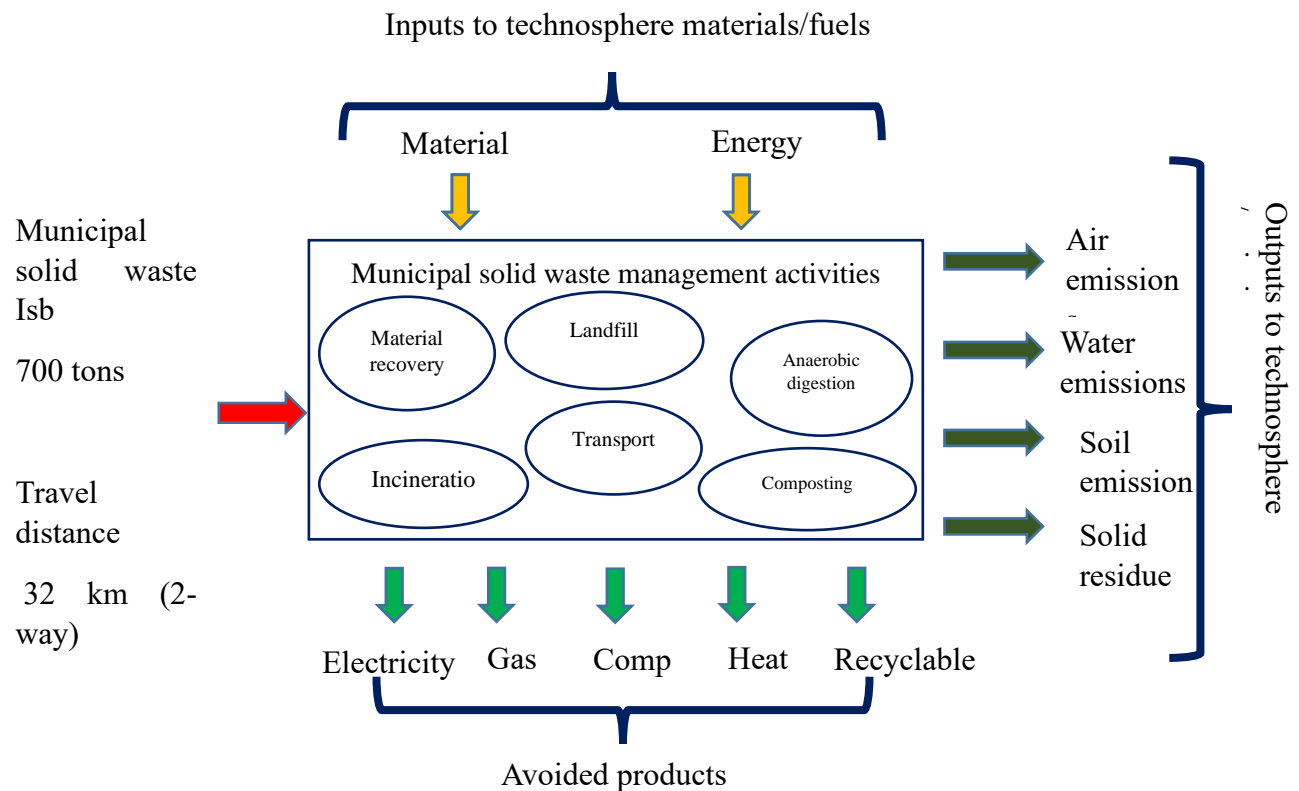 Inputs to technosphere materials/fuels
Material
Energy
Municipal
solid waste
Isb
700 tons
Travel
distance
32 km (2-
way)
Municipal solid waste management activities
Material
recovery
Landfill
Anaerobic
digestion
Transport
Incineratio
Composting
Air
emission
Water
emissions
Soil
emission
Solid
residue
Outputs to technosphere
Electricity
Gas
Comp
Heat
Recyclable
Avoided products